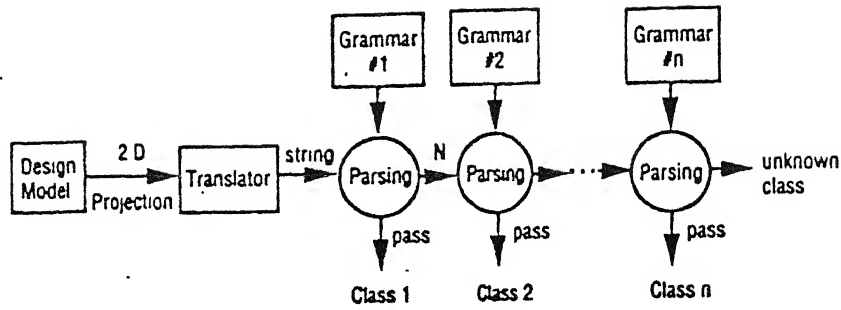 Grammar
#1
Grammar
#2
Grammar
#n
Design
Model
2 D
Projection
Translator
string
Parsing
N
Parsing
Parsing
unknown
class
pass
pass
pass
Class 1
Class 2
Class n